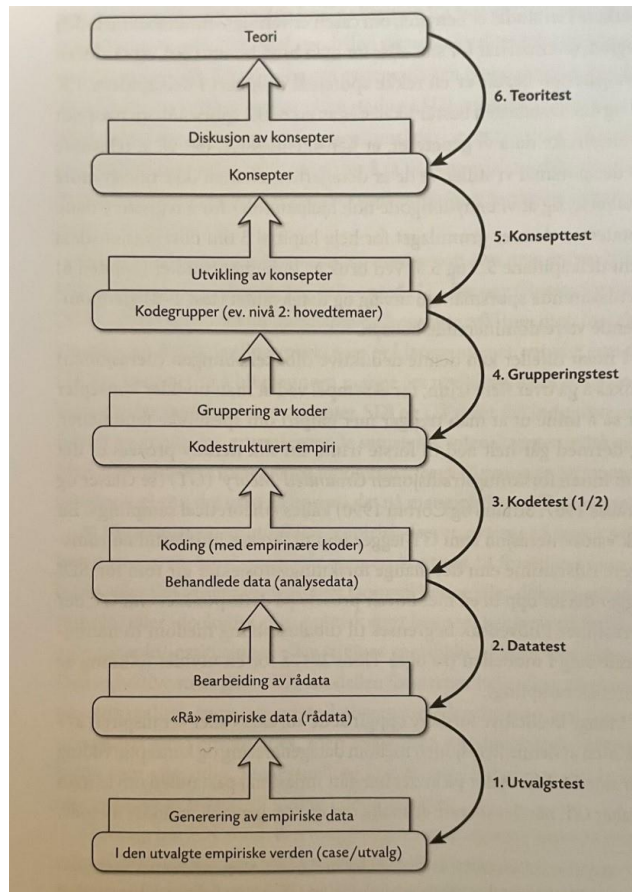 Teori
6. Teoritest
Diskusjon av konsepter
Konsepter
5. Konsepttest
Utvikling av konsepter
Kodegrupper (ev. nivå 2: hovedtemaer)
4. Grupperingstest
Gruppering av koder
Kodestrukturert empiri
3. Kodetest (1/2)
Koding (med empirinære koder)
Behandlede data (analysedata)
2. Datatest
Bearbeiding av rådata
«Rå» empiriske data (rådata)
1. Utvalgstest
Generering av empiriske data
I den utvalgte empiriske verden (case/utvalg)